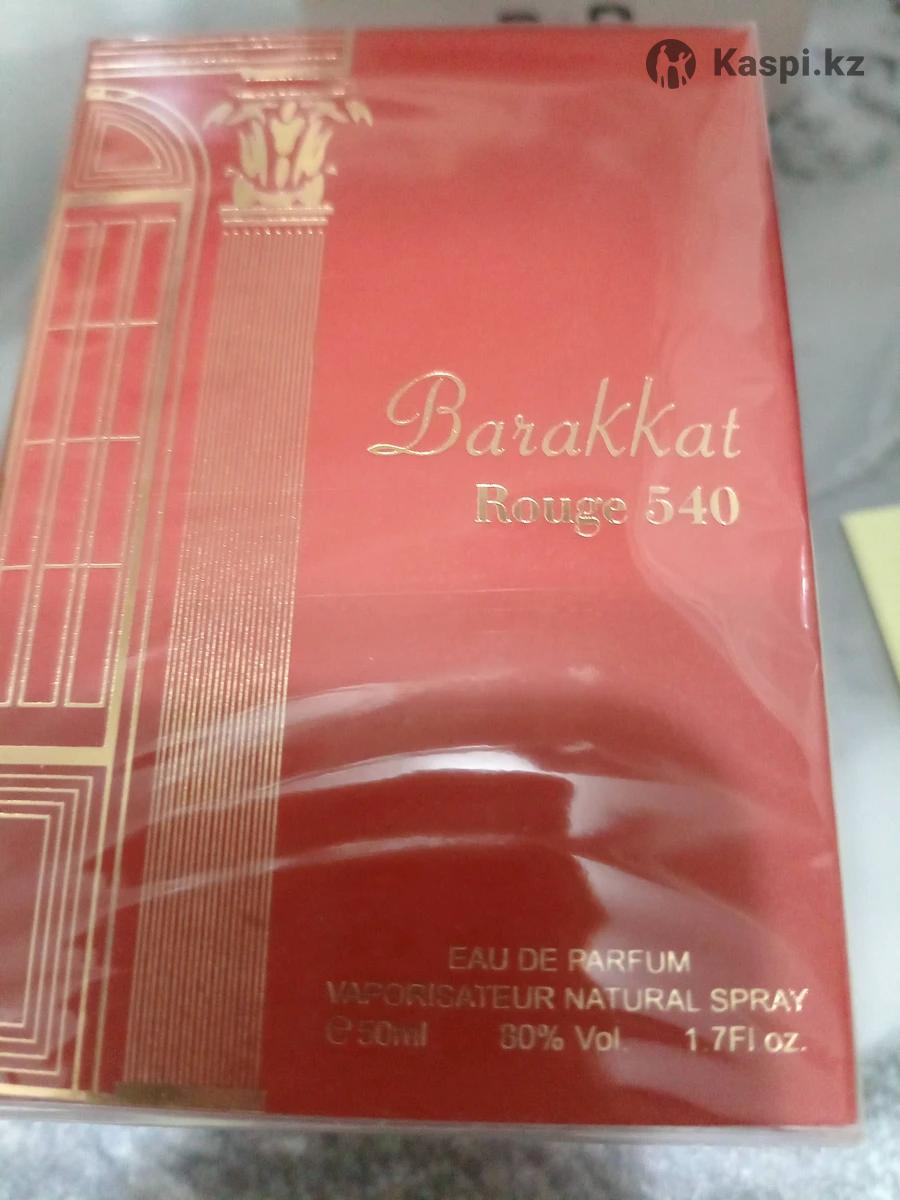 Kaspi.kz
Barakkat
Rouge 540
EAU DE PARFUM
VAPORISATEUR NATURAL SPRAY
e 50ml 80% Vol. 1.7Fl oz.